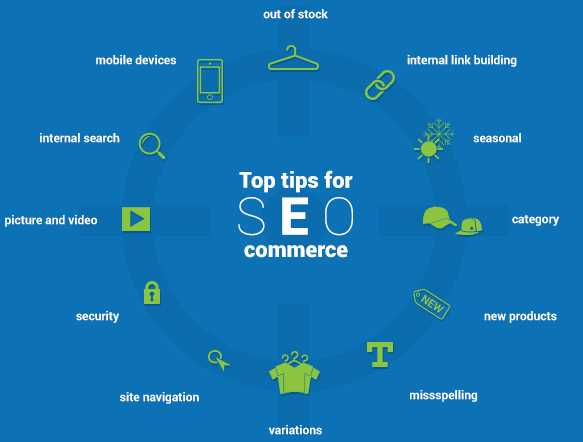 out of stock
mobile devices
internal link building
internal search
seasonal
Top tips for
SEO
commerce
picture and video
category
security
NEW
new products
T
site navigation
missspelling
variations